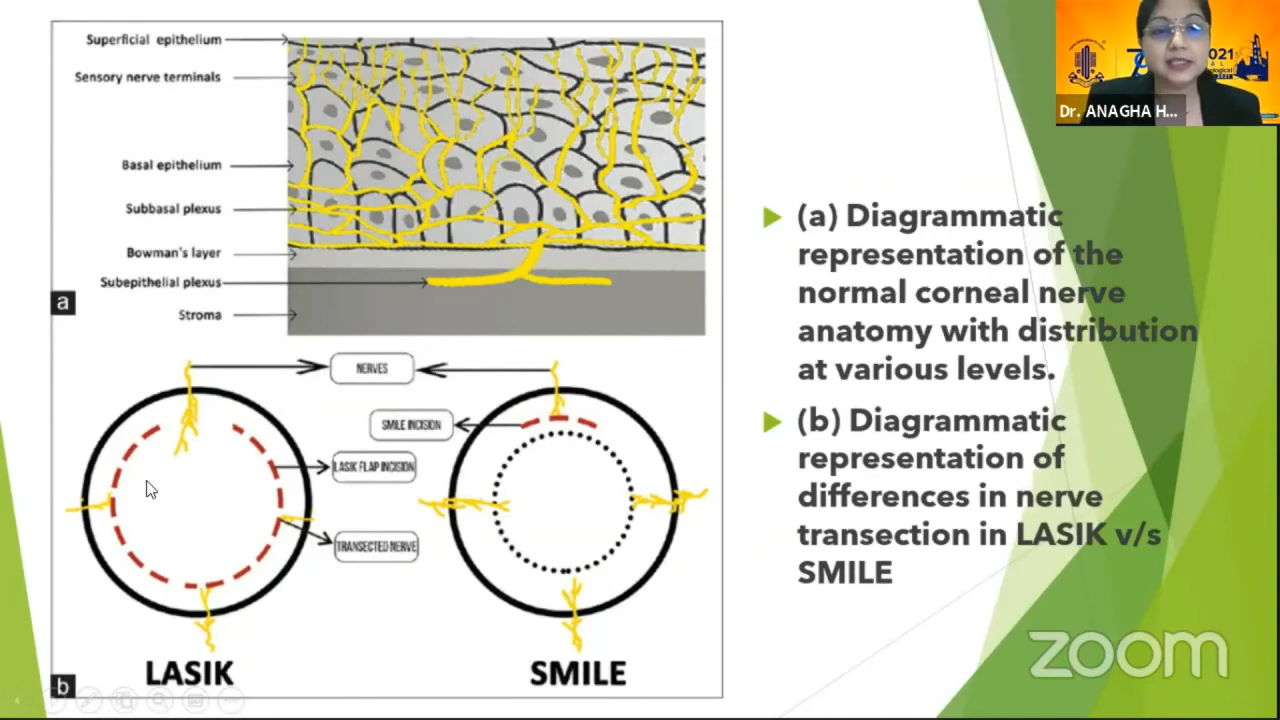 Superficial epithelium
Sensory nerve terminals
Basal epithelium
Subbasal plexus
Bowman's layer
Subepithelial plexus
Stroma
a
NERVES
SMILE INCISION
LASIK FLAP INCISION
TRANSECTED NERVE
LASIK
SMILE
b
(a) Diagrammatic
representation of the
normal corneal nerve
anatomy with distribution
at various levels.
(b) Diagrammatic
representation of
differences in nerve
transection in LASIK v/s
SMILE
2021
Dr. ANAGHA H...
zoom